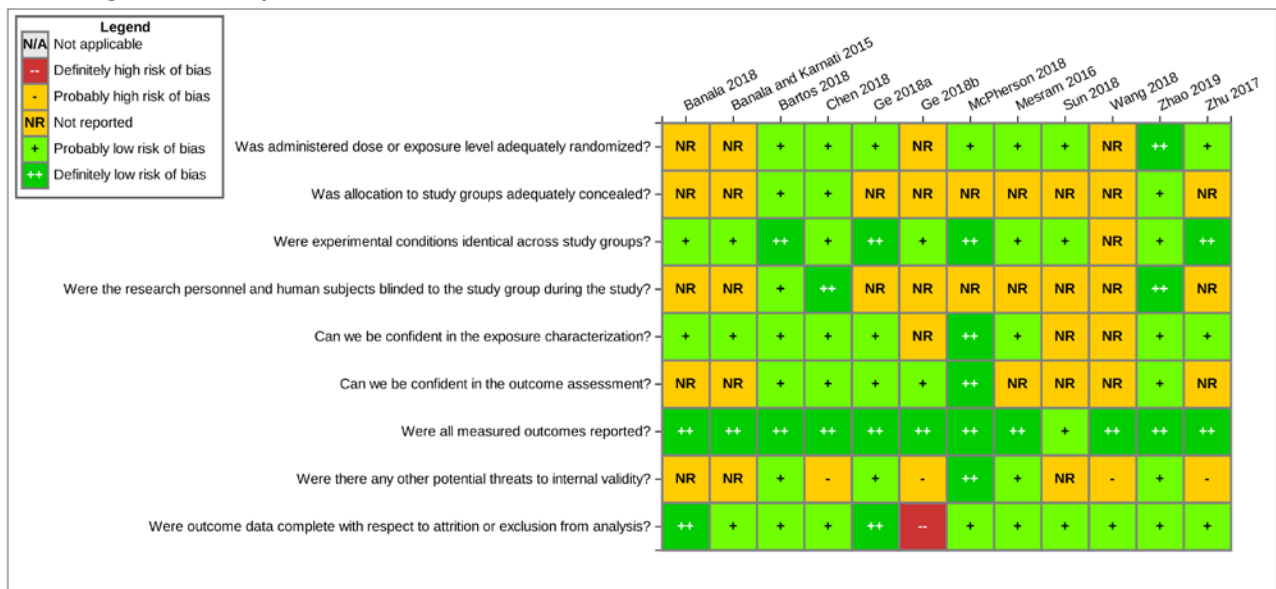 Legend
N/A Not applicable
-- Definitely high risk of bias
- Probably high risk of bias
NR Not reported
+ Probably low risk of bias
++ Definitely low risk of bias
Banala 2018
Banala and Karnati 2015
Bartos 2018
Chen 2018
Ge 2018a
Ge 2018b
McPherson 2018
Mesram 2016
Sun 2018
Wang 2018
Zhao 2019
Zhu 2017
Was administered dose or exposure level adequately randomized? NR NR + + + NR + + + NR ++ +
Was allocation to study groups adequately concealed? NR NR + + NR NR NR NR NR NR + NR
Were experimental conditions identical across study groups? + + ++ + ++ + ++ + + NR + ++
Were the research personnel and human subjects blinded to the study group during the study? NR NR + ++ NR NR NR NR NR NR ++ NR
Can we be confident in the exposure characterization? + + + + + NR ++ + NR NR + +
Can we be confident in the outcome assessment? NR NR + + + + ++ NR NR NR + NR
Were all measured outcomes reported? ++ ++ ++ ++ ++ ++ ++ ++ + ++ ++ ++
Were there any other potential threats to internal validity? NR NR + - + - ++ + NR - + -
Were outcome data complete with respect to attrition or exclusion from analysis? ++ + + + ++ -- + + + + + +